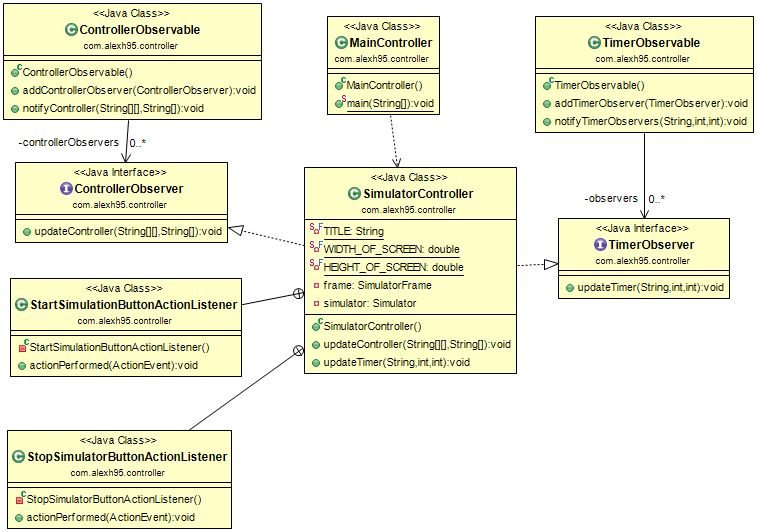 <<Java Class>>
ControllerObservable
com.alexh95.controller
ControllerObservable()
addControllerObserver(ControllerObserver):void
notifyController(String[][],String[]):void
<<Java Class>>
MainController
com.alexh95.controller
MainController()
main(String[]):void
<<Java Class>>
TimerObservable
com.alexh95.controller
TimerObservable()
addTimerObserver(TimerObserver):void
notifyTimerObservers(String,int,int):void
-controllerObservers 0..*
<<Java Interface>>
ControllerObserver
com.alexh95.controller
updateController(String[][],String[]):void
<<Java Class>>
SimulatorController
com.alexh95.controller
TITLE: String
WIDTH_OF_SCREEN: double
HEIGHT_OF_SCREEN: double
frame: SimulatorFrame
simulator: Simulator
SimulatorController()
updateController(String[][],String[]):void
updateTimer(String,int,int):void
-observers 0..*
<<Java Interface>>
TimerObserver
com.alexh95.controller
updateTimer(String,int,int):void
<<Java Class>>
StartSimulationButtonActionListener
com.alexh95.controller
StartSimulationButtonActionListener()
actionPerformed(ActionEvent):void
<<Java Class>>
StopSimulatorButtonActionListener
com.alexh95.controller
StopSimulatorButtonActionListener()
actionPerformed(ActionEvent):void